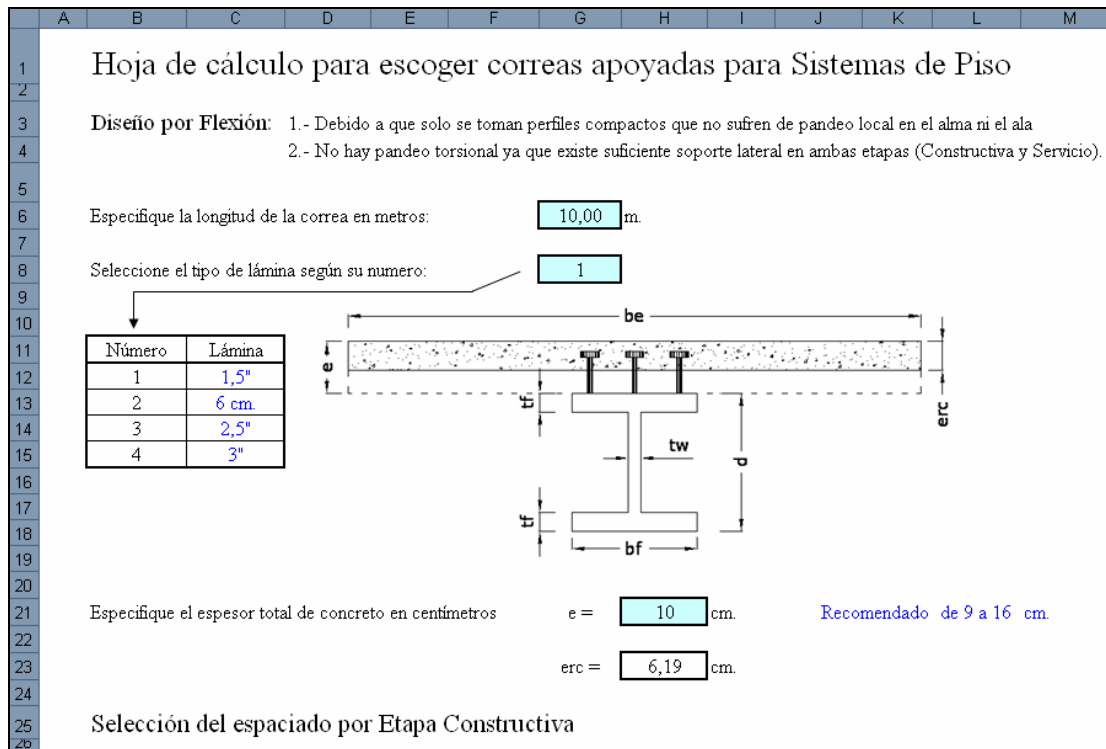 A B C D E F G H I J K L M
1 Hoja de cálculo para escoger correas apoyadas para Sistemas de Piso
2
3 Diseño por Flexión: 1.- Debido a que solo se toman perfiles compactos que no sufren de pandeo local en el alma ni el ala
4 2.- No hay pandeo torsional ya que existe suficiente soporte lateral en ambas etapas (Constructiva y Servicio).
5
6 Especifique la longitud de la correa en metros: 10,00 m.
7
8 Seleccione el tipo de lámina según su numero: 1
9
10 be
11 Número Lámina e
12 1 1,5" erc
13 2 6 cm. tf
14 3 2,5"
15 4 3" tw d
16
17
18 tf
19 bf
20
21 Especifique el espesor total de concreto en centímetros e = 10 cm. Recomendado de 9 a 16 cm.
22
23 erc = 6,19 cm.
24
25 Selección del espaciado por Etapa Constructiva
26